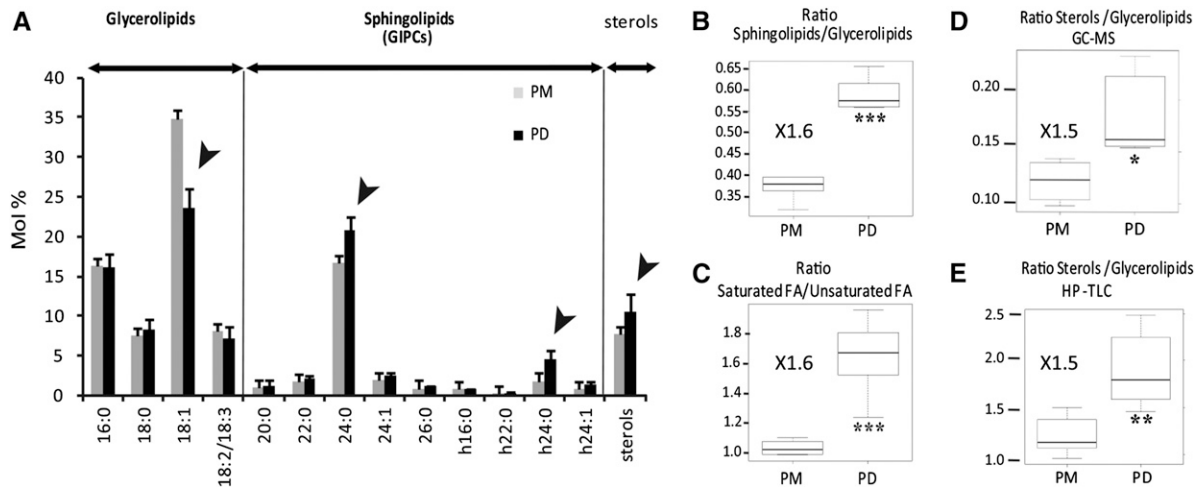 A
Glycerolipids
Sphingolipids
(GIPCs)
sterols
40
35
30
25
20
15
10
5
0
Mol %
PM
PD
16:0
18:0
18:1
18:2/18:3
20:0
22:0
24:0
24:1
26:0
h16:0
h22:0
h24:0
h24:1
sterols
B
Ratio
Sphingolipids/Glycerolipids
0.65
0.60
0.55
0.50
0.45
0.40
0.35
X1.6
***
PM
PD
C
Ratio
Saturated FA/Unsaturated FA
1.8
1.6
1.4
1.2
1.0
X1.6
***
PM
PD
D
Ratio Sterols /Glycerolipids
GC-MS
0.20
0.15
0.10
X1.5
*
PM
PD
E
Ratio Sterols /Glycerolipids
HP -TLC
2.5
2.0
1.5
1.0
X1.5
**
PM
PD